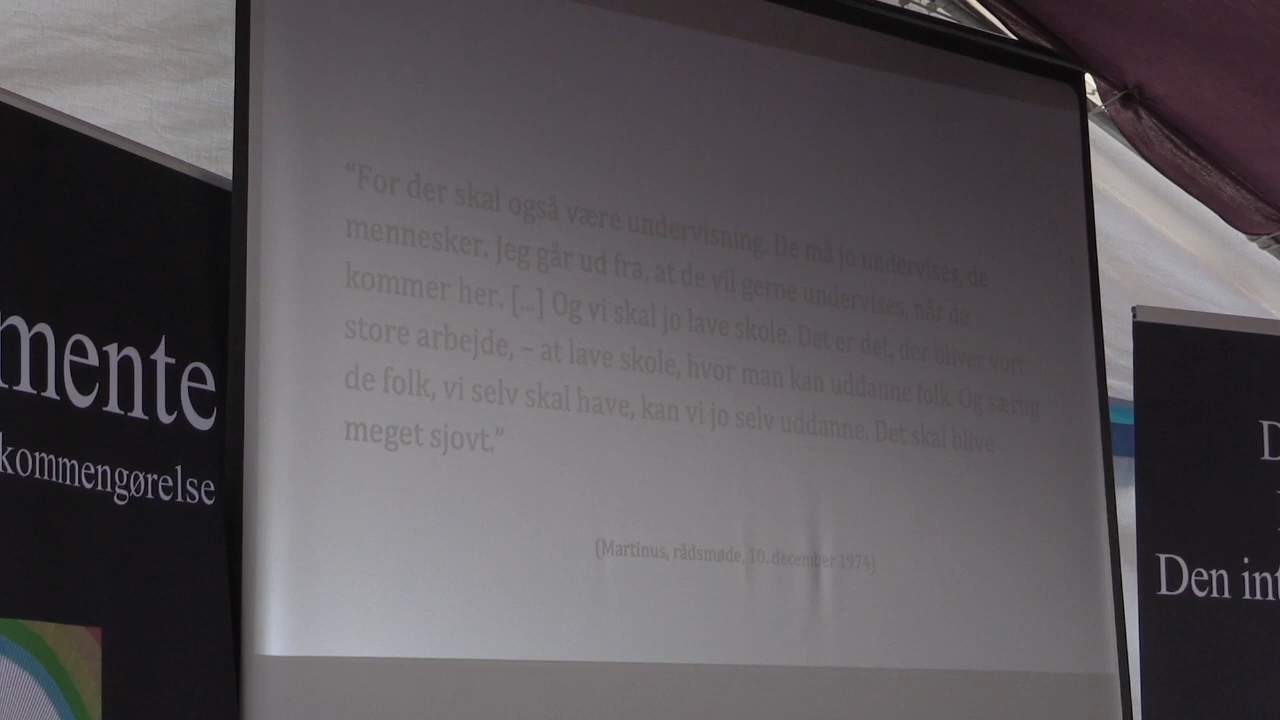 “For der skal også være undervisning. De må jo undervises, de
mennesker. Jeg går ud fra, at de vil gerne undervises, når de
kommer her. [...] Og vi skal jo lave skole. Det er det, der bliver vort
store arbejde, – at lave skole, hvor man kan uddanne folk. Og særlig
de folk, vi selv skal have, kan vi jo selv uddanne. Det skal blive
meget sjovt.”
(Martinus, rådsmøde, 10. december 1974)
mente
kommengørelse
D
Den int